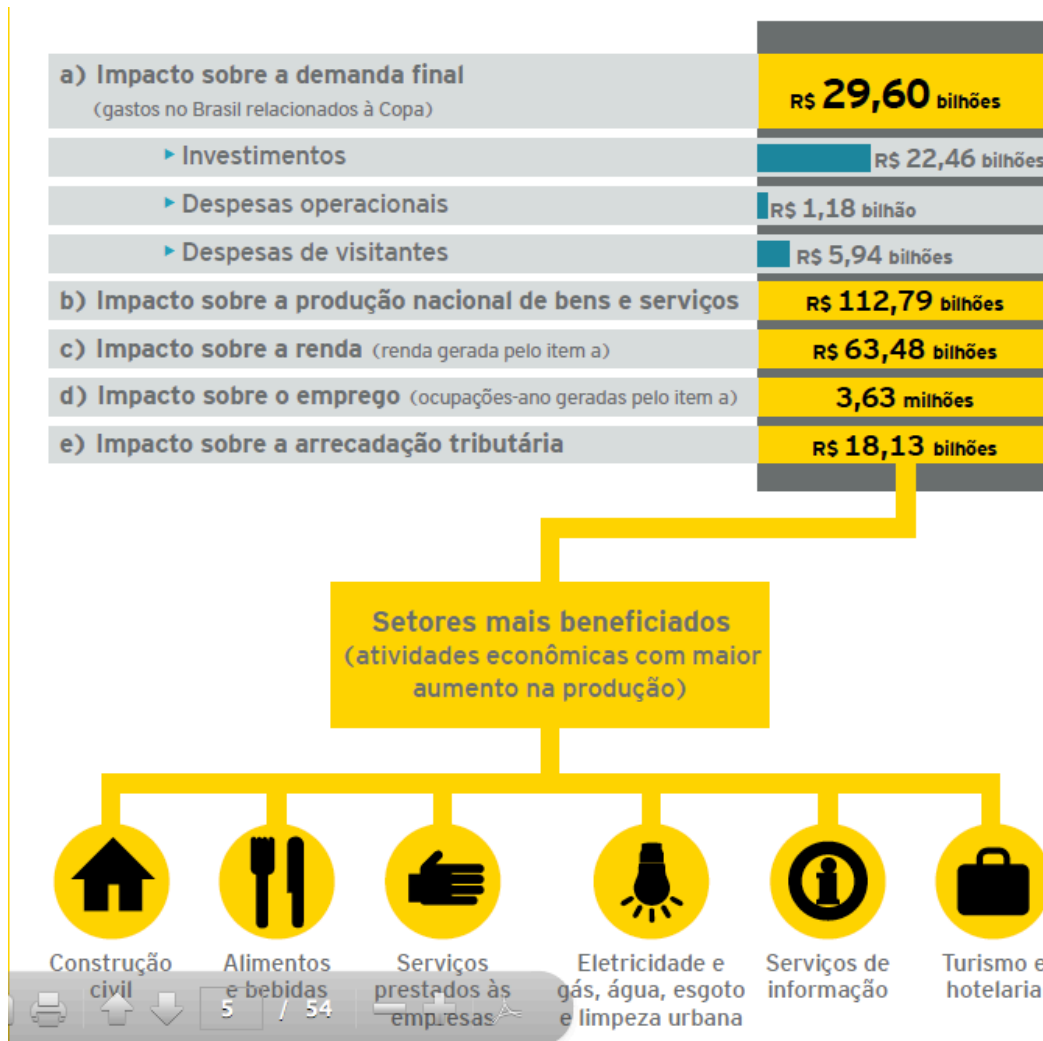 a) Impacto sobre a demanda final
(gastos no Brasil relacionados à Copa)
R$ 29,60 bilhões
Investimentos
R$ 22,46 bilhões
Despesas operacionais
R$ 1,18 bilhão
Despesas de visitantes
R$ 5,94 bilhões
b) Impacto sobre a produção nacional de bens e serviços
R$ 112,79 bilhões
c) Impacto sobre a renda (renda gerada pelo item a)
R$ 63,48 bilhões
d) Impacto sobre o emprego (ocupações-ano geradas pelo item a)
3,63 milhões
e) Impacto sobre a arrecadação tributária
R$ 18,13 bilhões
Setores mais beneficiados
(atividades econômicas com maior
aumento na produção)
Construção
civil
Alimentos
e bebidas
Serviços
prestados às
empresas
Eletricidade e
gás, água, esgoto
e limpeza urbana
Serviços de
informação
Turismo e
hotelaria
5 / 54